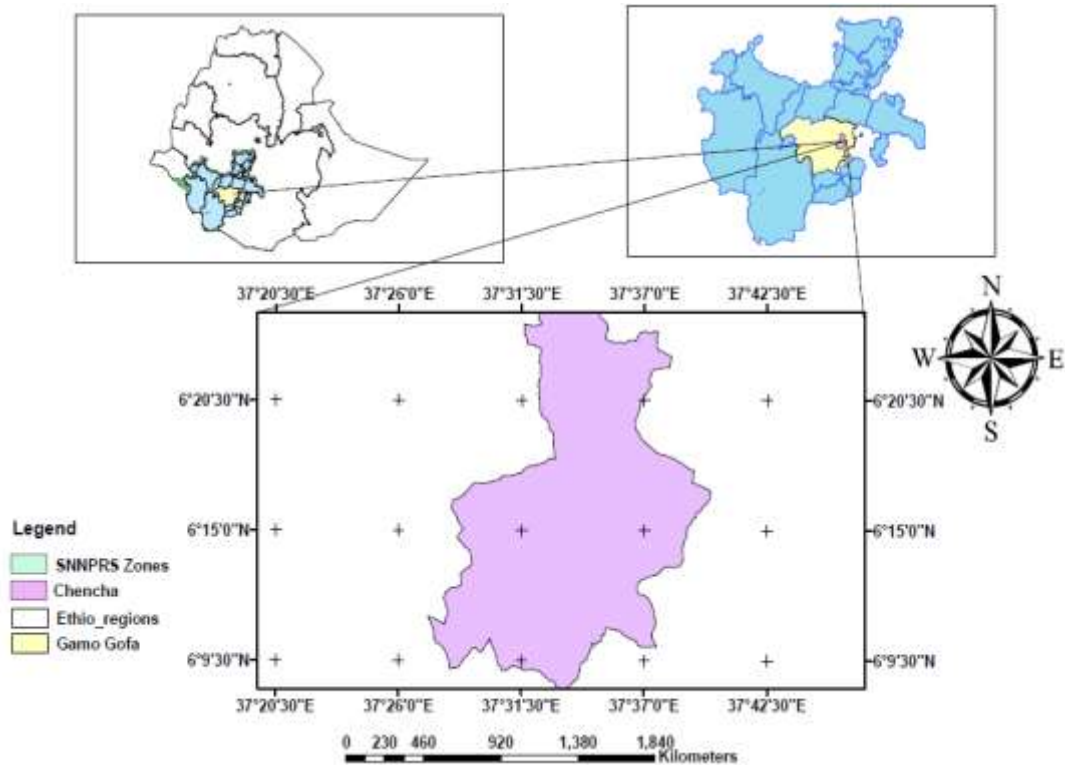 N
W E
S
37°20'30"E 37°26'0"E 37°31'30"E 37°37'0"E 37°42'30"E
6°20'30"N 6°20'30"N
6°15'0"N 6°15'0"N
6°9'30"N 6°9'30"N
37°20'30"E 37°26'0"E 37°31'30"E 37°37'0"E 37°42'30"E
Legend
SNNPRS Zones
Chencha
Ethio_regions
Gamo Gofa
0 230 460 920 1,380 1,840
Kilometers